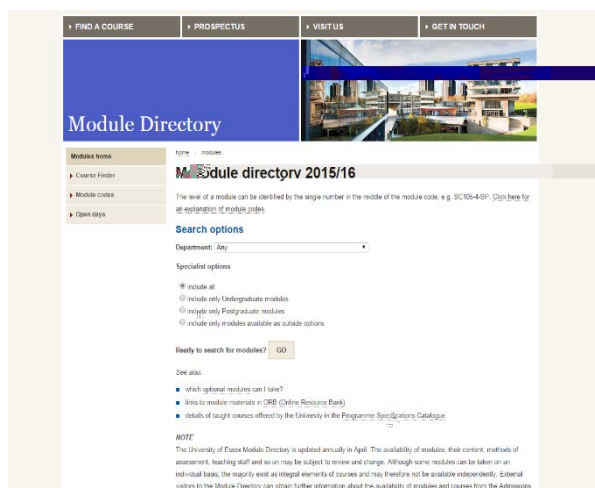 FIND A COURSE
PROSPECTUS
VISIT US
GET IN TOUCH
Module Directory
Modules home
Course Finder
Module codes
Open days
home modules
Module directory 2015/16
The level of a module can be identified by the single number in the middle of the module code, e.g. SC105-4-SP. Click here for
an explanation of module codes.
Search options
Department: Any
Specialist options
include all
include only Undergraduate modules
include only Postgraduate modules
include only modules available as outside options
Ready to search for modules? GO
See also:
which optional modules can I take?
links to module materials in ORB (Online Resource Bank)
details of taught courses offered by the University in the Programme Specifications Catalogue
NOTE
The University of Essex Module Directory is updated annually in April. The availability of modules, their content, methods of
assessment, teaching staff and so on may be subject to review and change. Although some modules can be taken on an
individual basis, the majority exist as integral elements of courses and may therefore not be available independently. External
visitors to the Module Directory can obtain further information about the availability of modules and courses from the Admissions